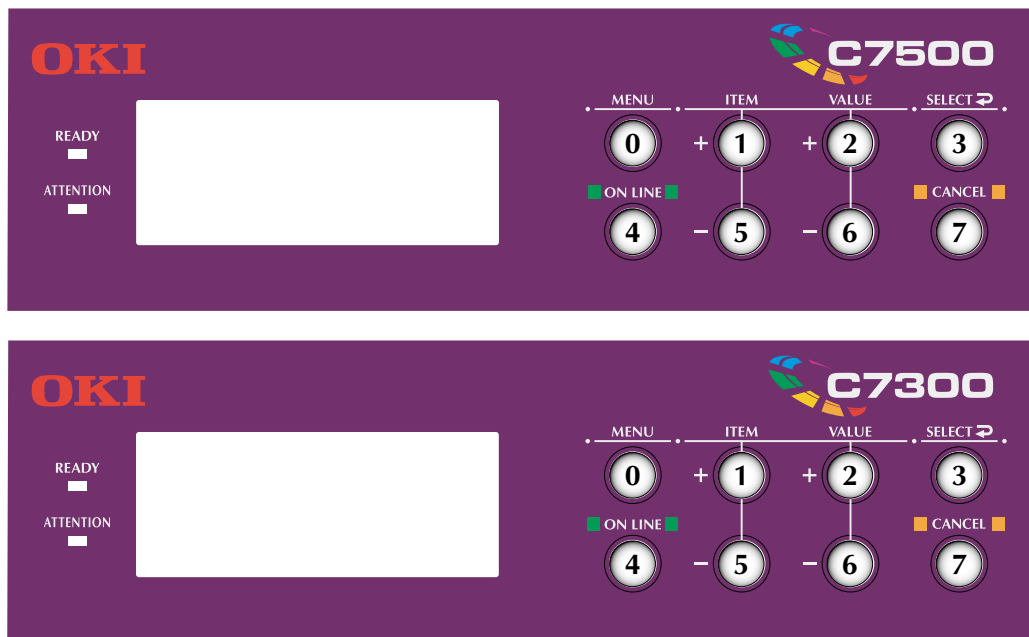 OKI
C7500
MENU ITEM VALUE SELECT
READY
0 + 1 + 2 3
ATTENTION
ON LINE CANCEL
4 - 5 - 6 7
OKI
C7300
MENU ITEM VALUE SELECT
READY
0 + 1 + 2 3
ATTENTION
ON LINE CANCEL
4 - 5 - 6 7